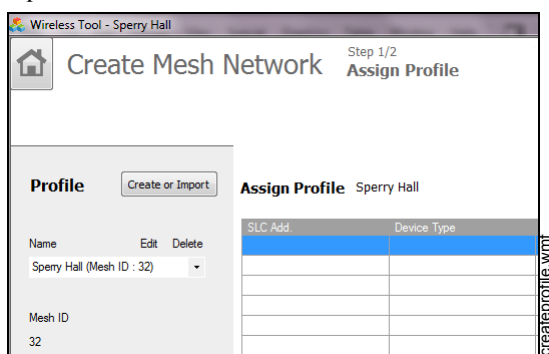 Wireless Tool - Sperry Hall
Create Mesh Network
Step 1/2
Assign Profile
Profile
Create or Import
Assign Profile Sperry Hall
SLC Add. Device Type
Name Edit Delete
Sperry Hall (Mesh ID : 32)
Mesh ID
32
createprofile.wmf